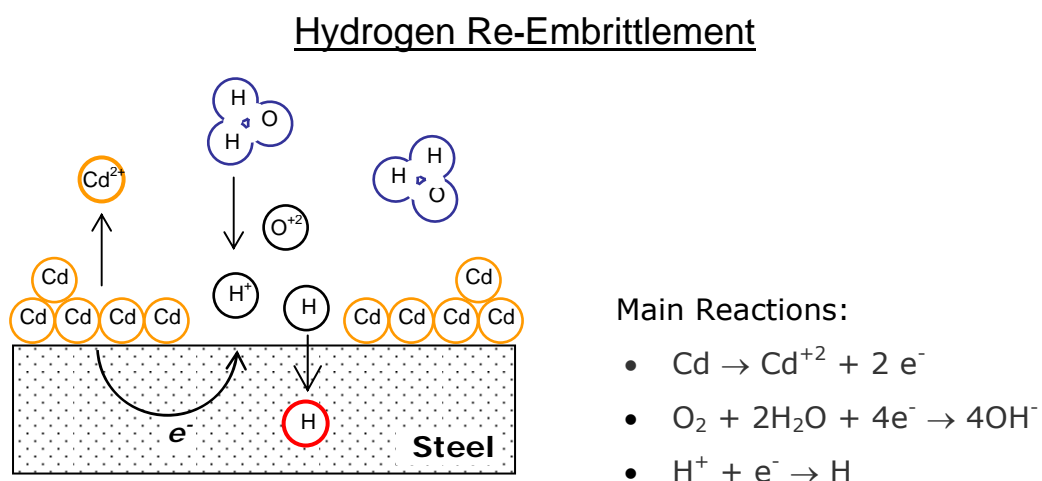 Hydrogen Re-Embrittlement
H
O
H
H
H
O
Cd²⁺
O⁺²
Cd
H⁺
H
Cd
Cd Cd Cd Cd
Cd Cd Cd Cd
e⁻
H
Steel
Main Reactions:
• Cd → Cd⁺² + 2 e⁻
• O₂ + 2H₂O + 4e⁻ → 4OH⁻
• H⁺ + e⁻ → H